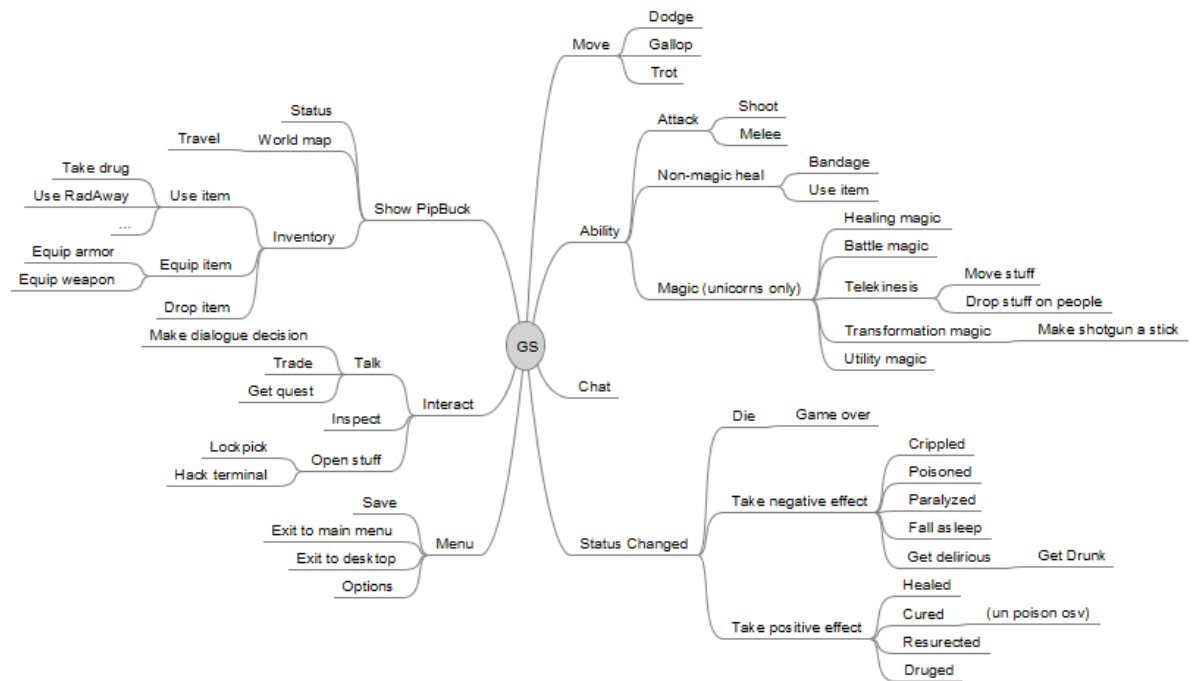 GS
Move
Dodge
Gallop
Trot
Ability
Attack
Shoot
Melee
Non-magic heal
Bandage
Use item
Magic (unicorns only)
Healing magic
Battle magic
Telekinesis
Move stuff
Drop stuff on people
Transformation magic
Make shotgun a stick
Utility magic
Chat
Status Changed
Die
Game over
Take negative effect
Crippled
Poisoned
Paralyzed
Fall asleep
Get delirious
Get Drunk
Take positive effect
Healed
Cured
(un poison osv)
Resurected
Druged
Show PipBuck
Status
World map
Travel
Inventory
Use item
Take drug
Use RadAway
...
Equip item
Equip armor
Equip weapon
Drop item
Interact
Talk
Make dialogue decision
Trade
Get quest
Inspect
Open stuff
Lockpick
Hack terminal
Menu
Save
Exit to main menu
Exit to desktop
Options